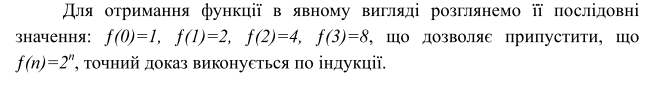 Для отримання функції в явному вигляді розглянемо її послідовні
значення: f(0)=1, f(1)=2, f(2)=4, f(3)=8, що дозволяє припустити, що
f(n)=2ⁿ, точний доказ виконується по індукції.